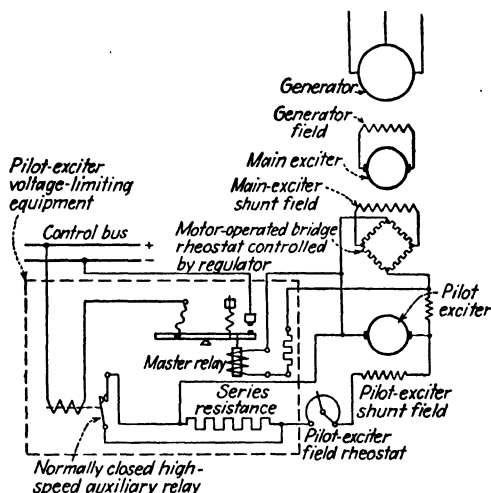 Generator
Generator
field
Main exciter
Main-exciter
shunt field
Pilot-exciter
voltage-limiting
equipment
Motor-operated bridge
rheostat controlled
by regulator
Control bus
+
−
Pilot
exciter
Master relay
Series
resistance
Pilot-exciter
shunt field
Pilot-exciter
field rheostat
Normally closed high-
speed auxiliary relay